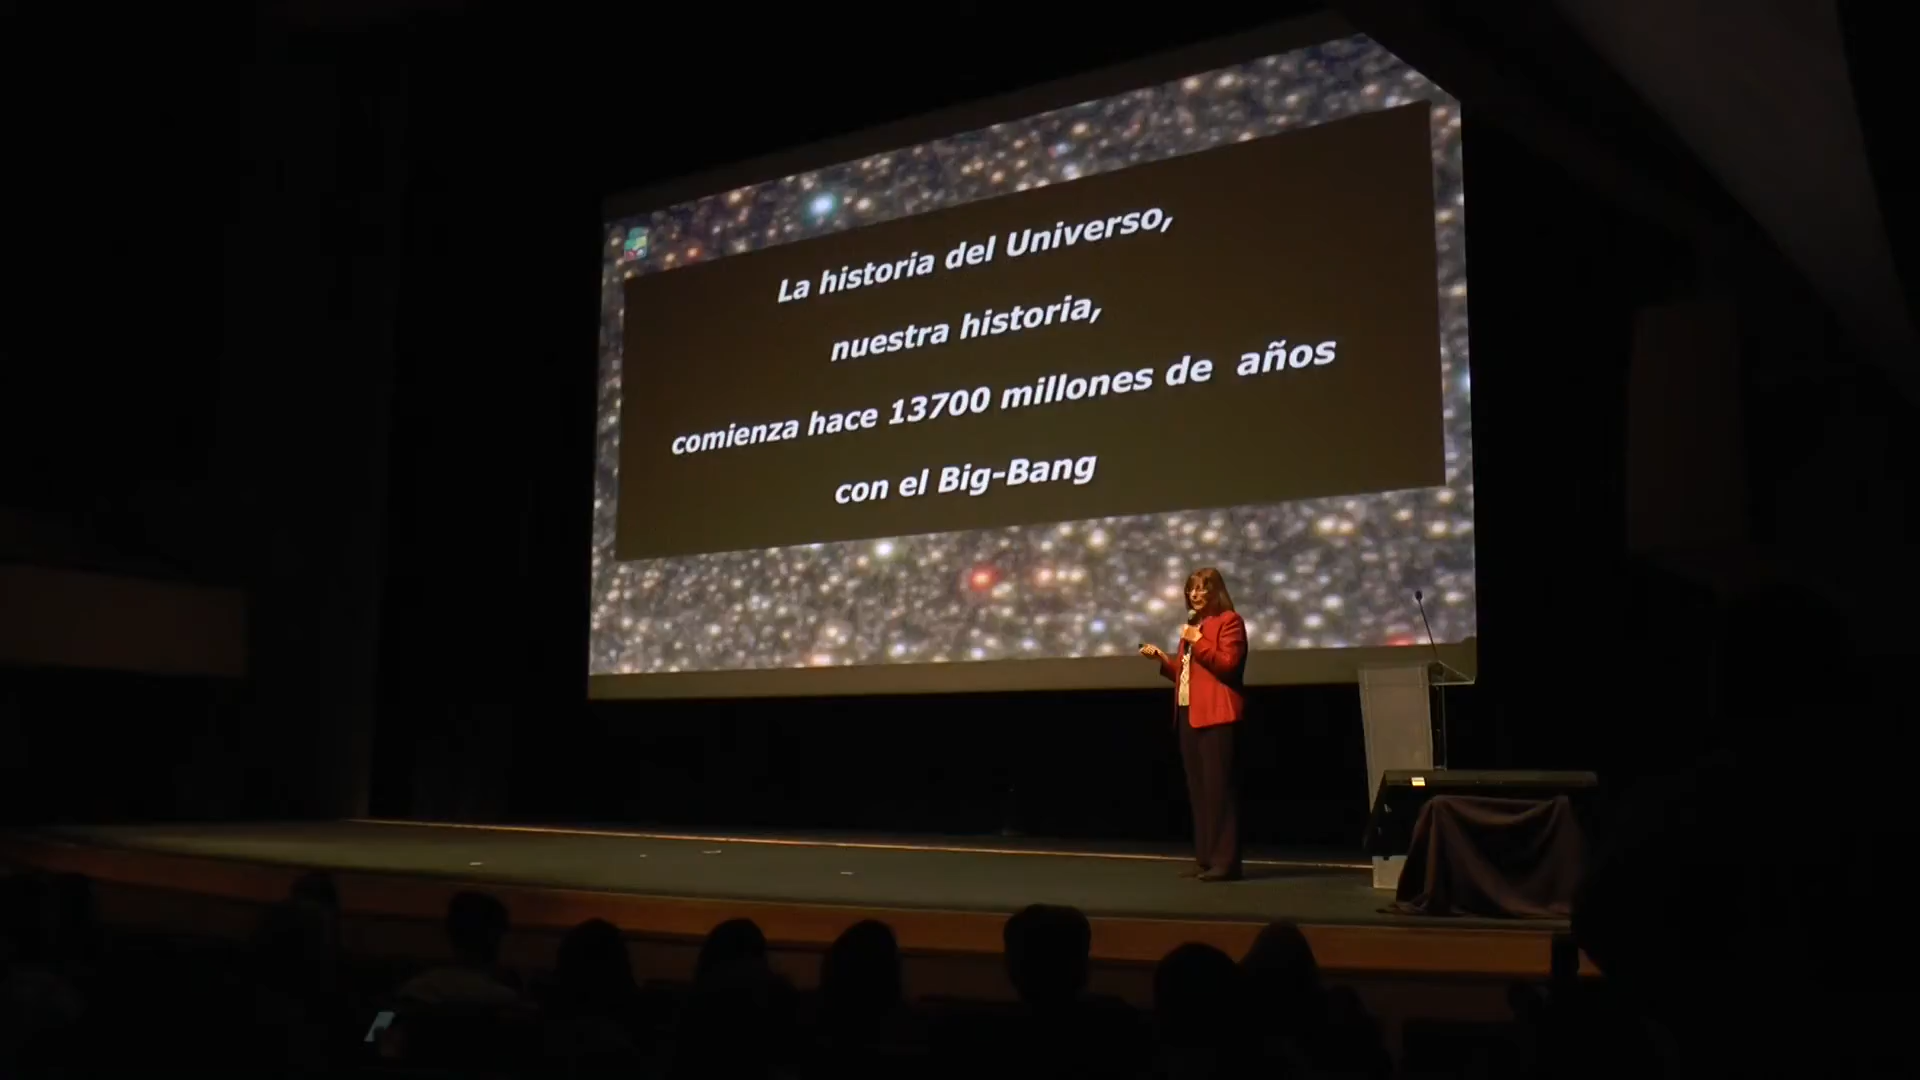 La historia del Universo,
nuestra historia,
comienza hace 13700 millones de años
con el Big-Bang